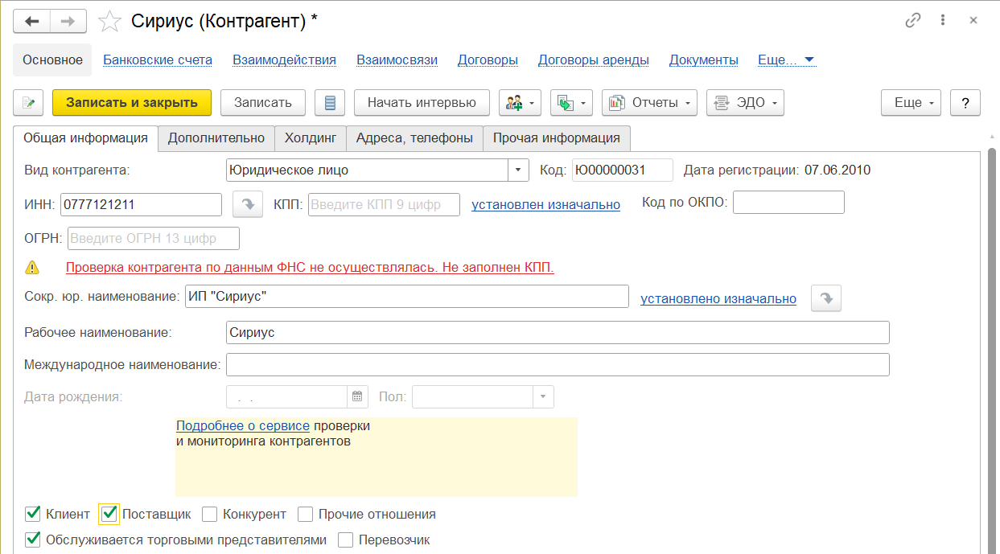 Сириус (Контрагент) *
Основное Банковские счета Взаимодействия Взаимосвязи Договоры Договоры аренды Документы Еще...
Записать и закрыть Записать Начать интервью Отчеты ЭДО Еще ?
Общая информация Дополнительно Холдинг Адреса, телефоны Прочая информация
Вид контрагента: Юридическое лицо Код: Ю00000031 Дата регистрации: 07.06.2010
ИНН: 0777121211 КПП: Введите КПП 9 цифр установлен изначально Код по ОКПО:
ОГРН: Введите ОГРН 13 цифр
Проверка контрагента по данным ФНС не осуществлялась. Не заполнен КПП.
Сокр. юр. наименование: ИП "Сириус" установлено изначально
Рабочее наименование: Сириус
Международное наименование:
Дата рождения: . . Пол:
Подробнее о сервисе проверки
и мониторинга контрагентов
Клиент Поставщик Конкурент Прочие отношения
Обслуживается торговыми представителями Перевозчик